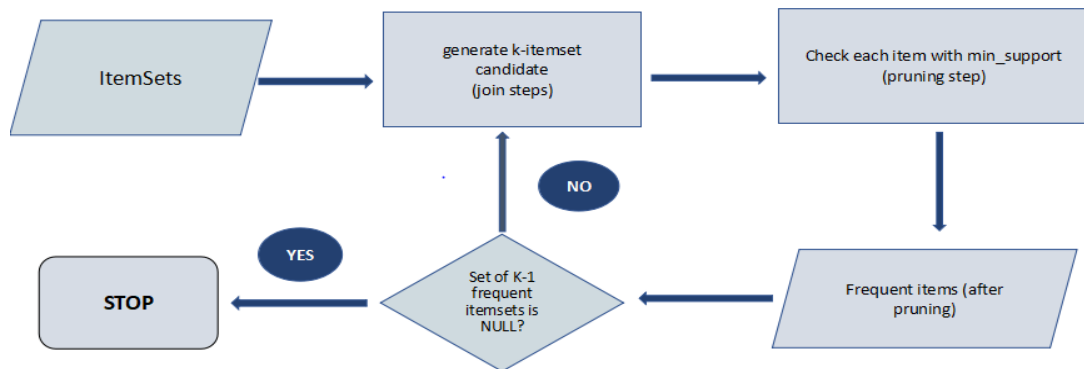 ItemSets
generate k-itemset
candidate
(join steps)
Check each item with min_support
(pruning step)
NO
YES
STOP
Set of K-1
frequent
itemsets is
NULL?
Frequent items (after
pruning)